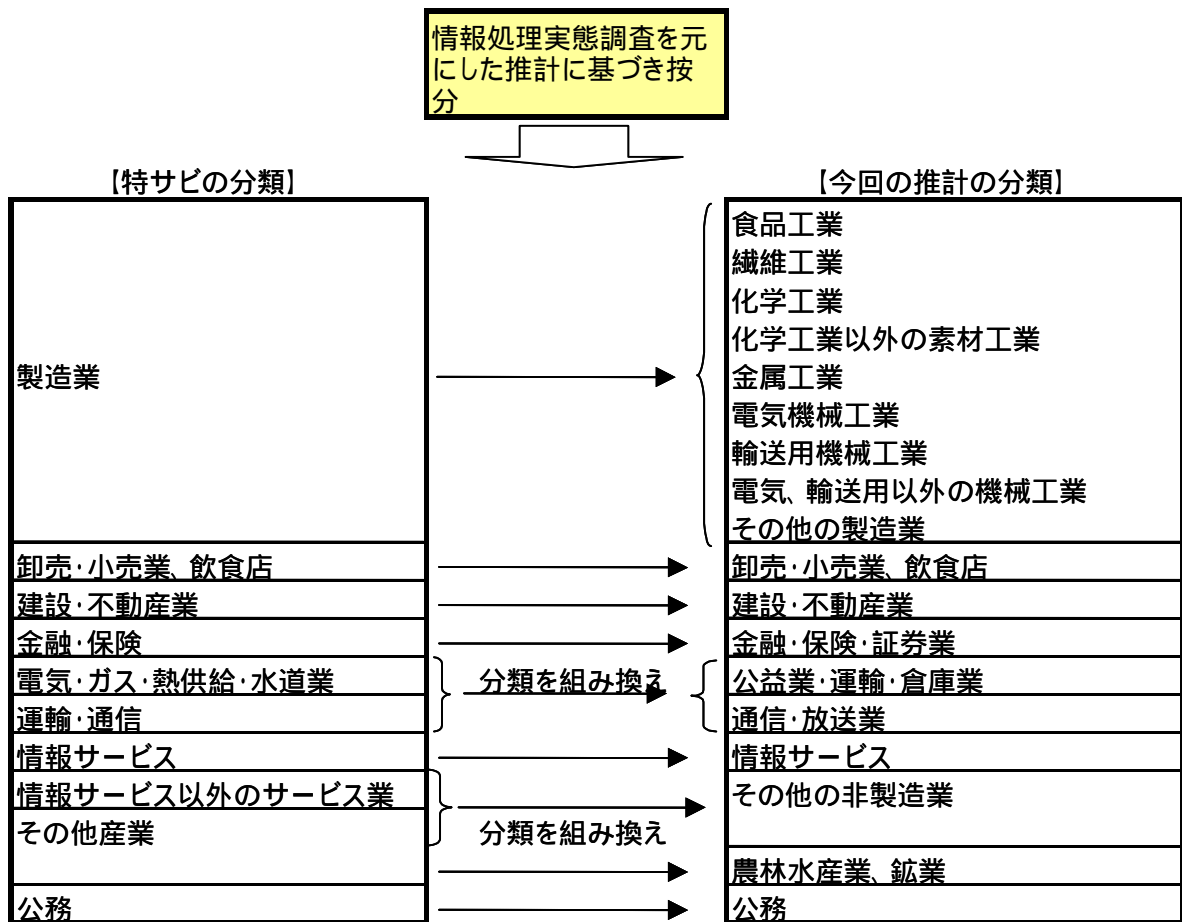 情報処理実態調査を元
にした推計に基づき按
分
【特サビの分類】
【今回の推計の分類】
製造業
食品工業
繊維工業
化学工業
化学工業以外の素材工業
金属工業
電気機械工業
輸送用機械工業
電気、輸送用以外の機械工業
その他の製造業
卸売・小売業、飲食店
卸売・小売業、飲食店
建設・不動産業
建設・不動産業
金融・保険
金融・保険・証券業
電気・ガス・熱供給・水道業
分類を組み換え
公益業・運輸・倉庫業
運輸・通信
通信・放送業
情報サービス
情報サービス
情報サービス以外のサービス業
その他の非製造業
その他産業
分類を組み換え
農林水産業、鉱業
公務
公務